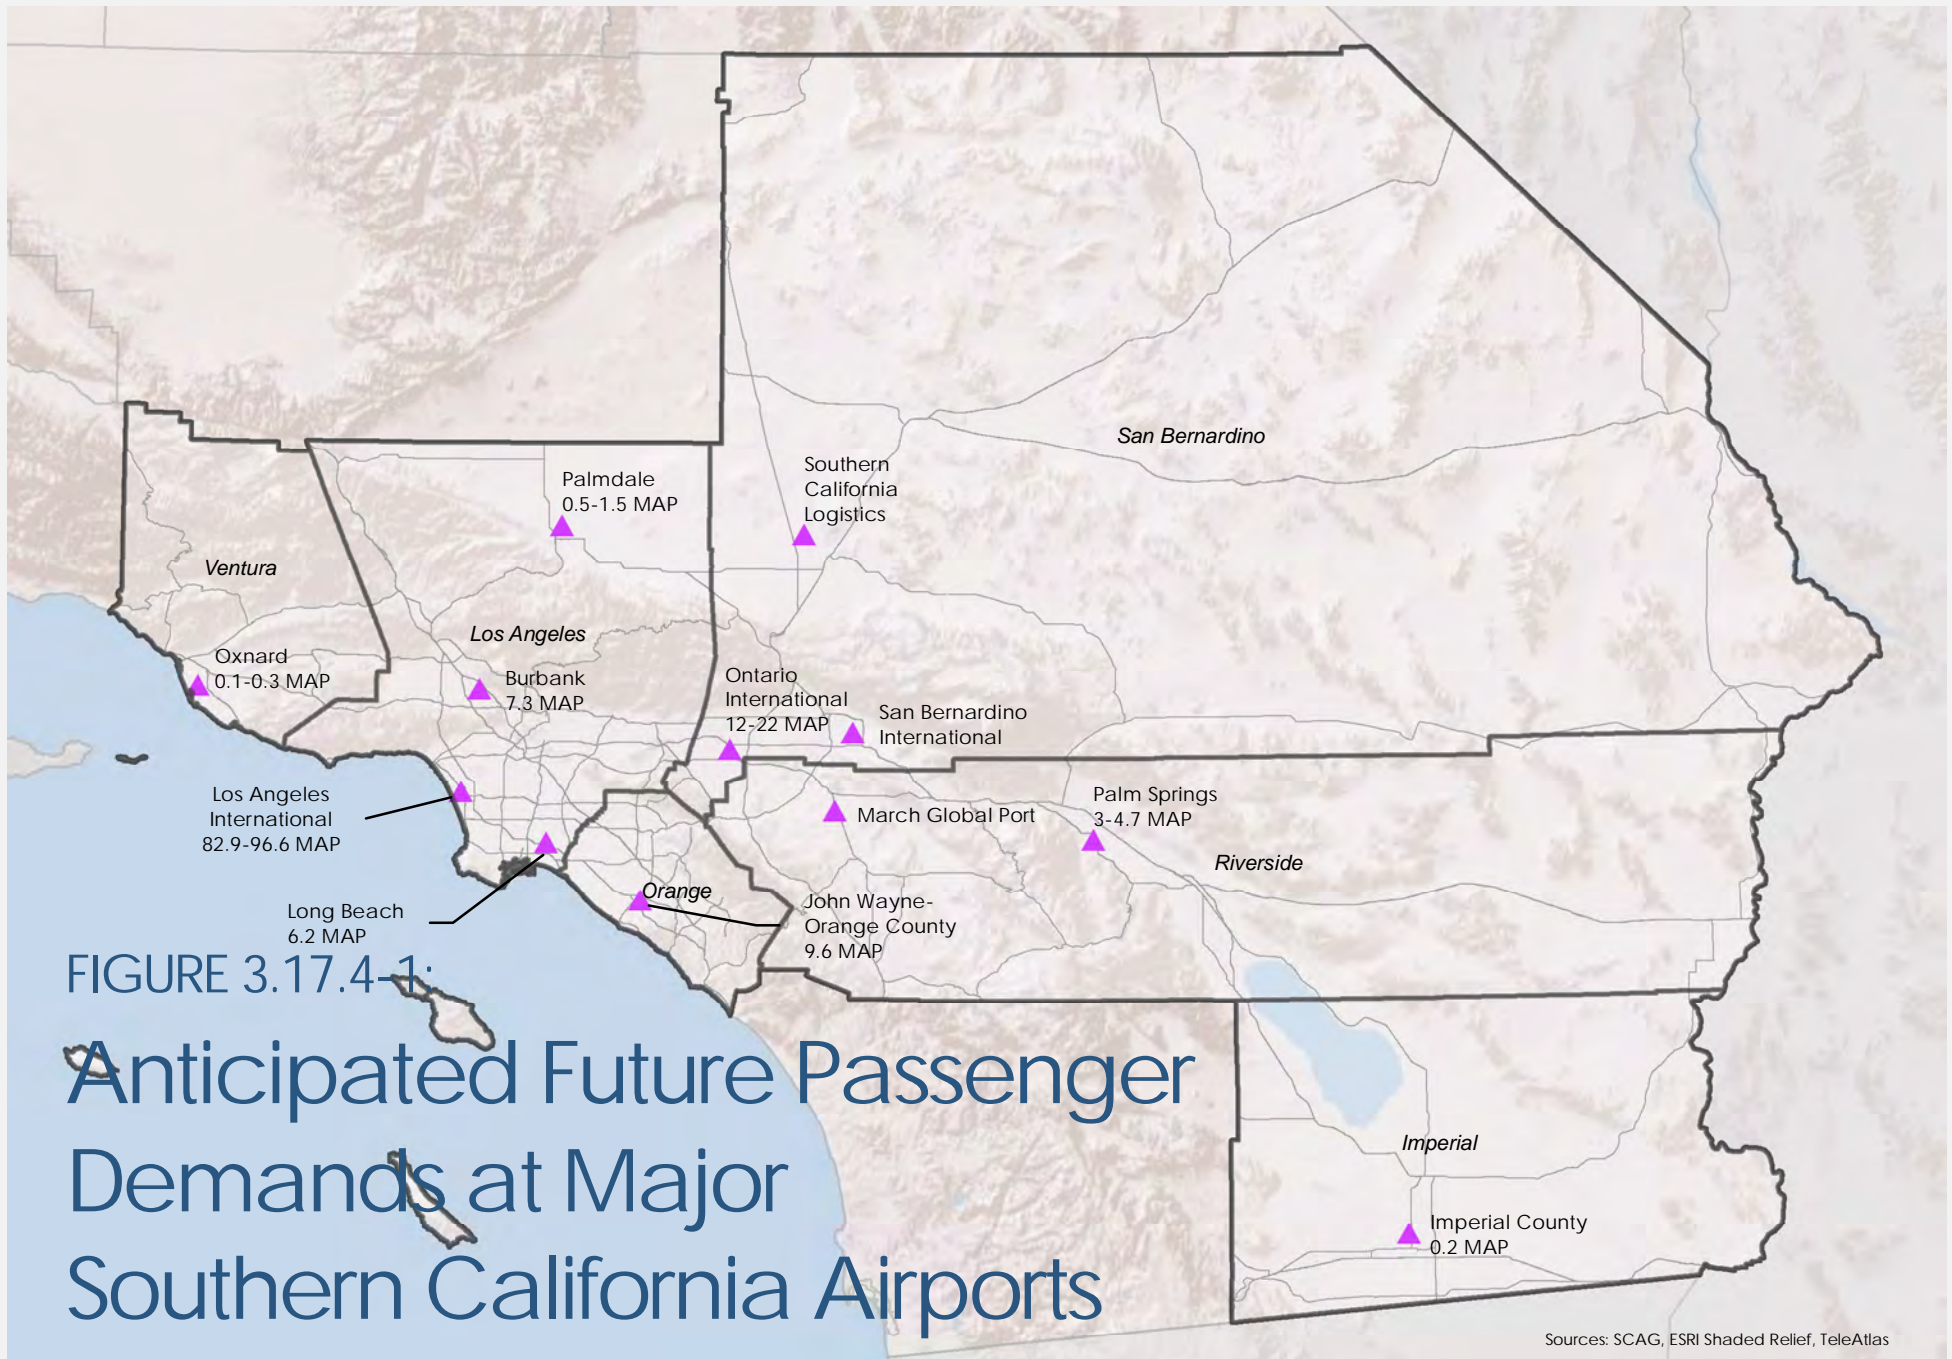 San Bernardino
Southern
California
Logistics
Palmdale
0.5-1.5 MAP
Ventura
Los Angeles
Oxnard
0.1-0.3 MAP
Burbank
7.3 MAP
Ontario
International
12-22 MAP
San Bernardino
International
Los Angeles
International
82.9-96.6 MAP
March Global Port
Palm Springs
3-4.7 MAP
Riverside
Orange
John Wayne-
Orange County
9.6 MAP
Long Beach
6.2 MAP
FIGURE 3.17.4-1:
Anticipated Future Passenger
Demands at Major
Southern California Airports
Imperial
Imperial County
0.2 MAP
Sources: SCAG, ESRI Shaded Relief, TeleAtlas